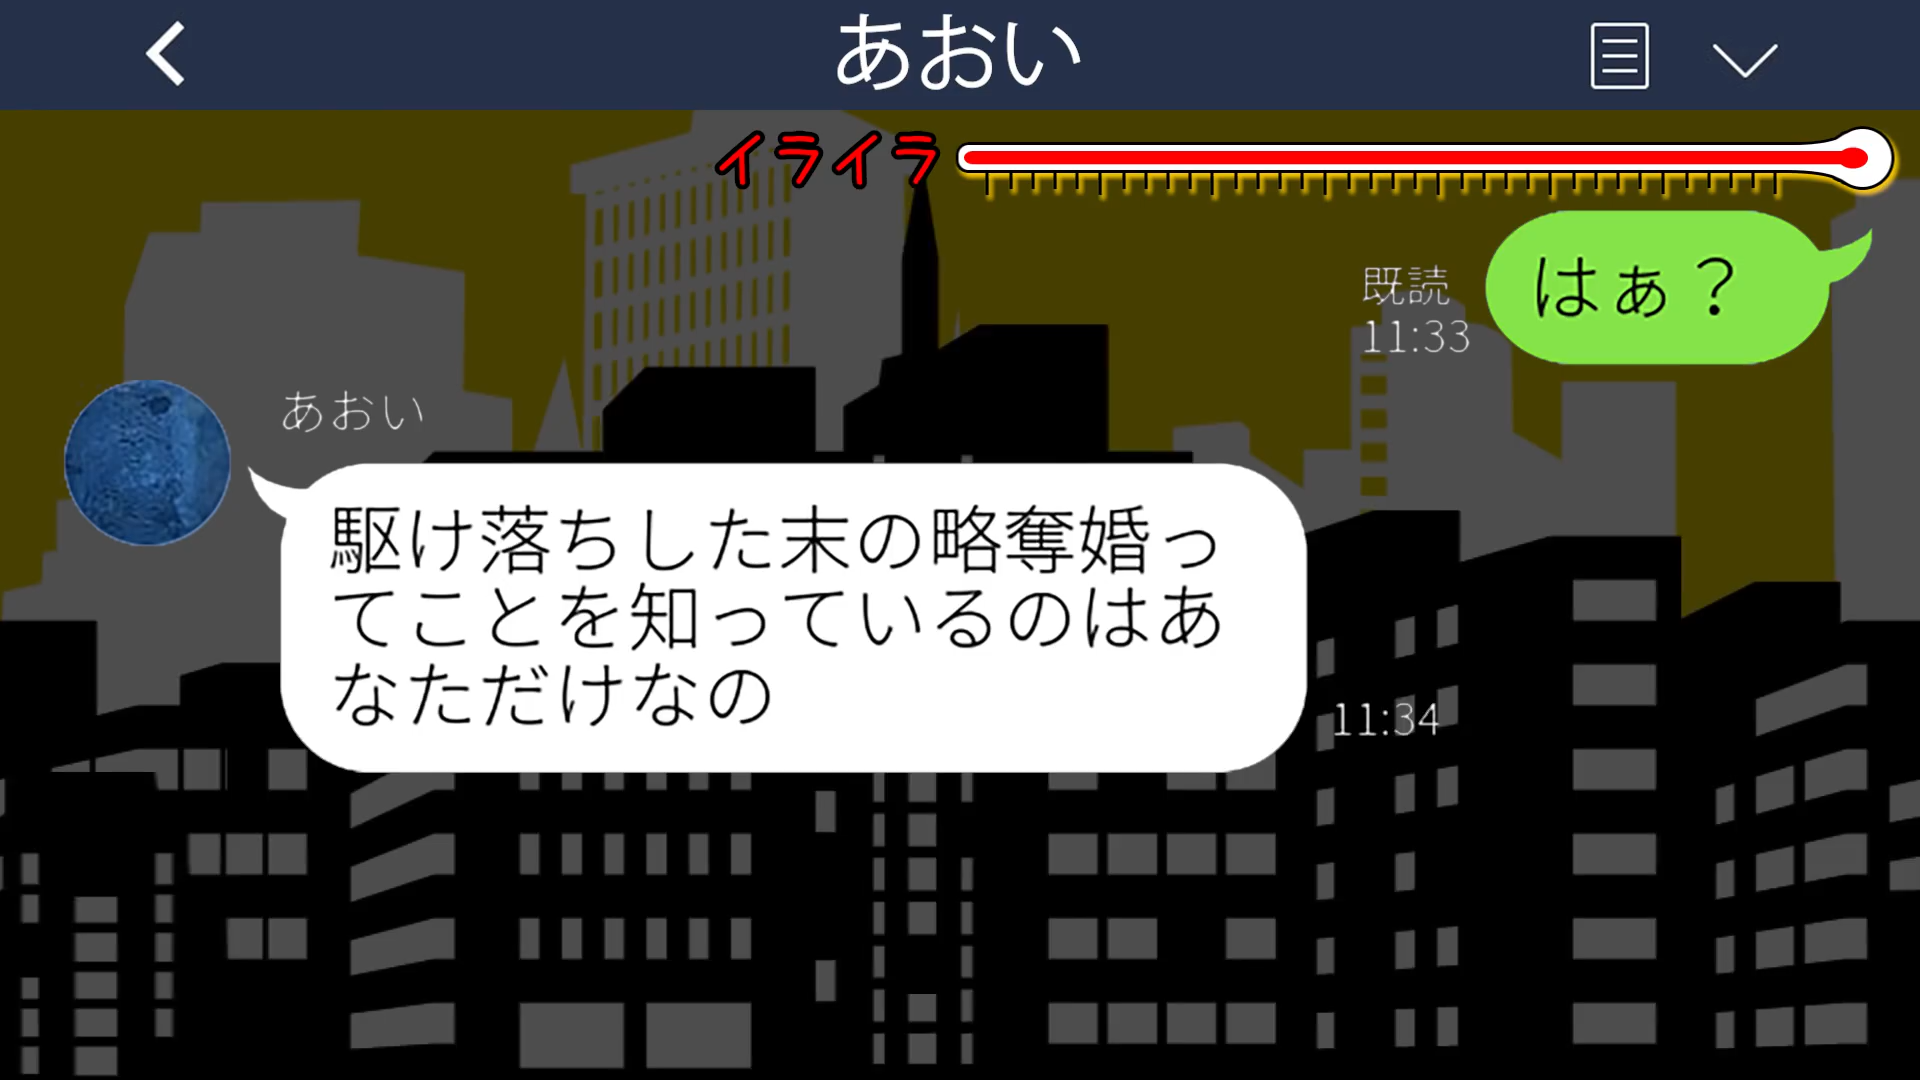 あおい
イライラ
はぁ？
既読
11:33
あおい
駆け落ちした末の略奪婚っ
てことを知っているのはあ
なただけなの
11:34